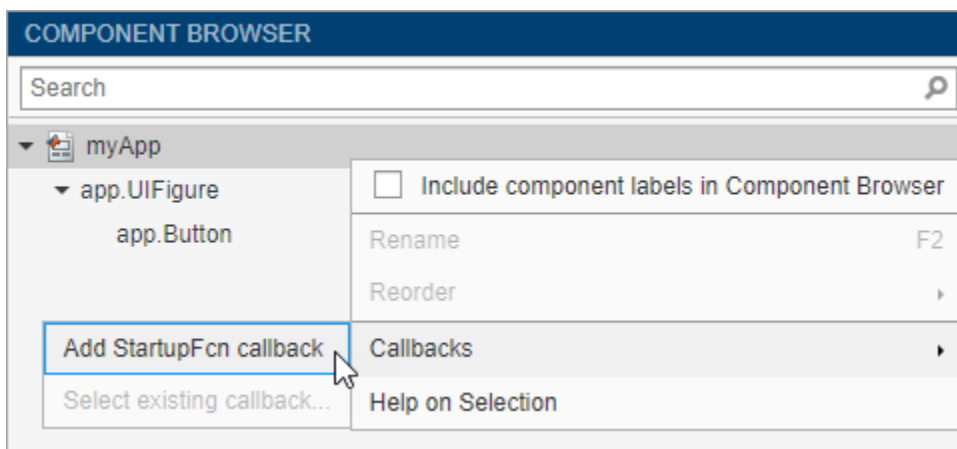 COMPONENT BROWSER
Search
myApp
app.UIFigure
app.Button
Include component labels in Component Browser
Rename F2
Reorder
Callbacks
Add StartupFcn callback
Select existing callback...
Help on Selection